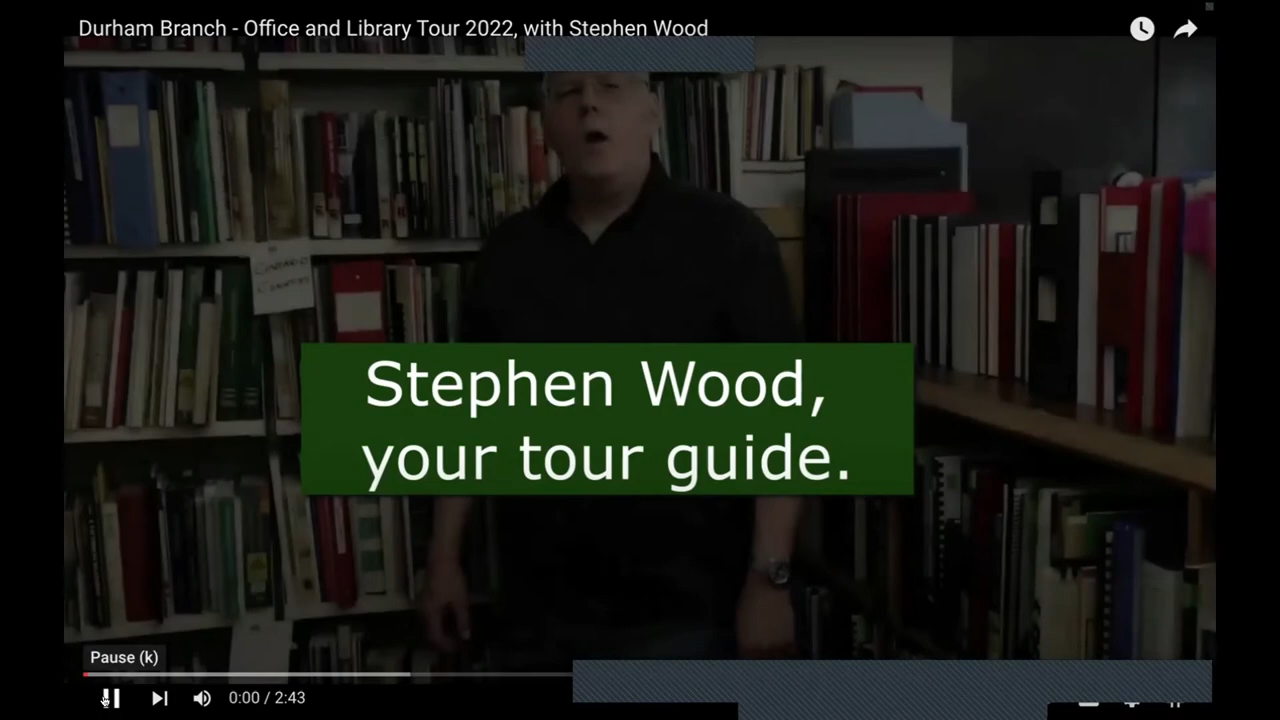 Durham Branch - Office and Library Tour 2022, with Stephen Wood
Stephen Wood,
your tour guide.
Pause (k)
0:00 / 2:43